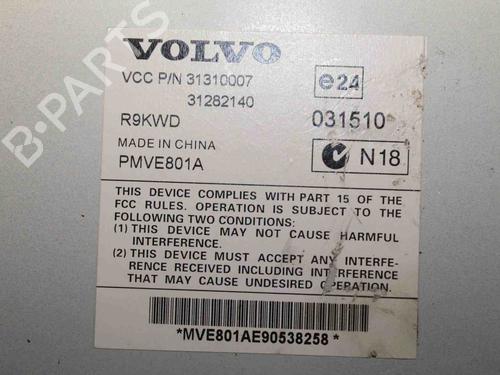 VOLVO
VCC P/N 31310007
31282140
e24
R9KWD
031510
MADE IN CHINA
PMVE801A
N18
THIS DEVICE COMPLIES WITH PART 15 OF THE
FCC RULES. OPERATION IS SUBJECT TO THE
FOLLOWING TWO CONDITIONS:
(1) THIS DEVICE MAY NOT CAUSE HARMFUL
INTERFERENCE.
(2) THIS DEVICE MUST ACCEPT ANY INTERFE-
RENCE RECEIVED INCLUDING INTERFERENCE
THAT MAY CAUSE UNDESIRED OPERATION.
*MVE801AE90538258*
B-PARTS